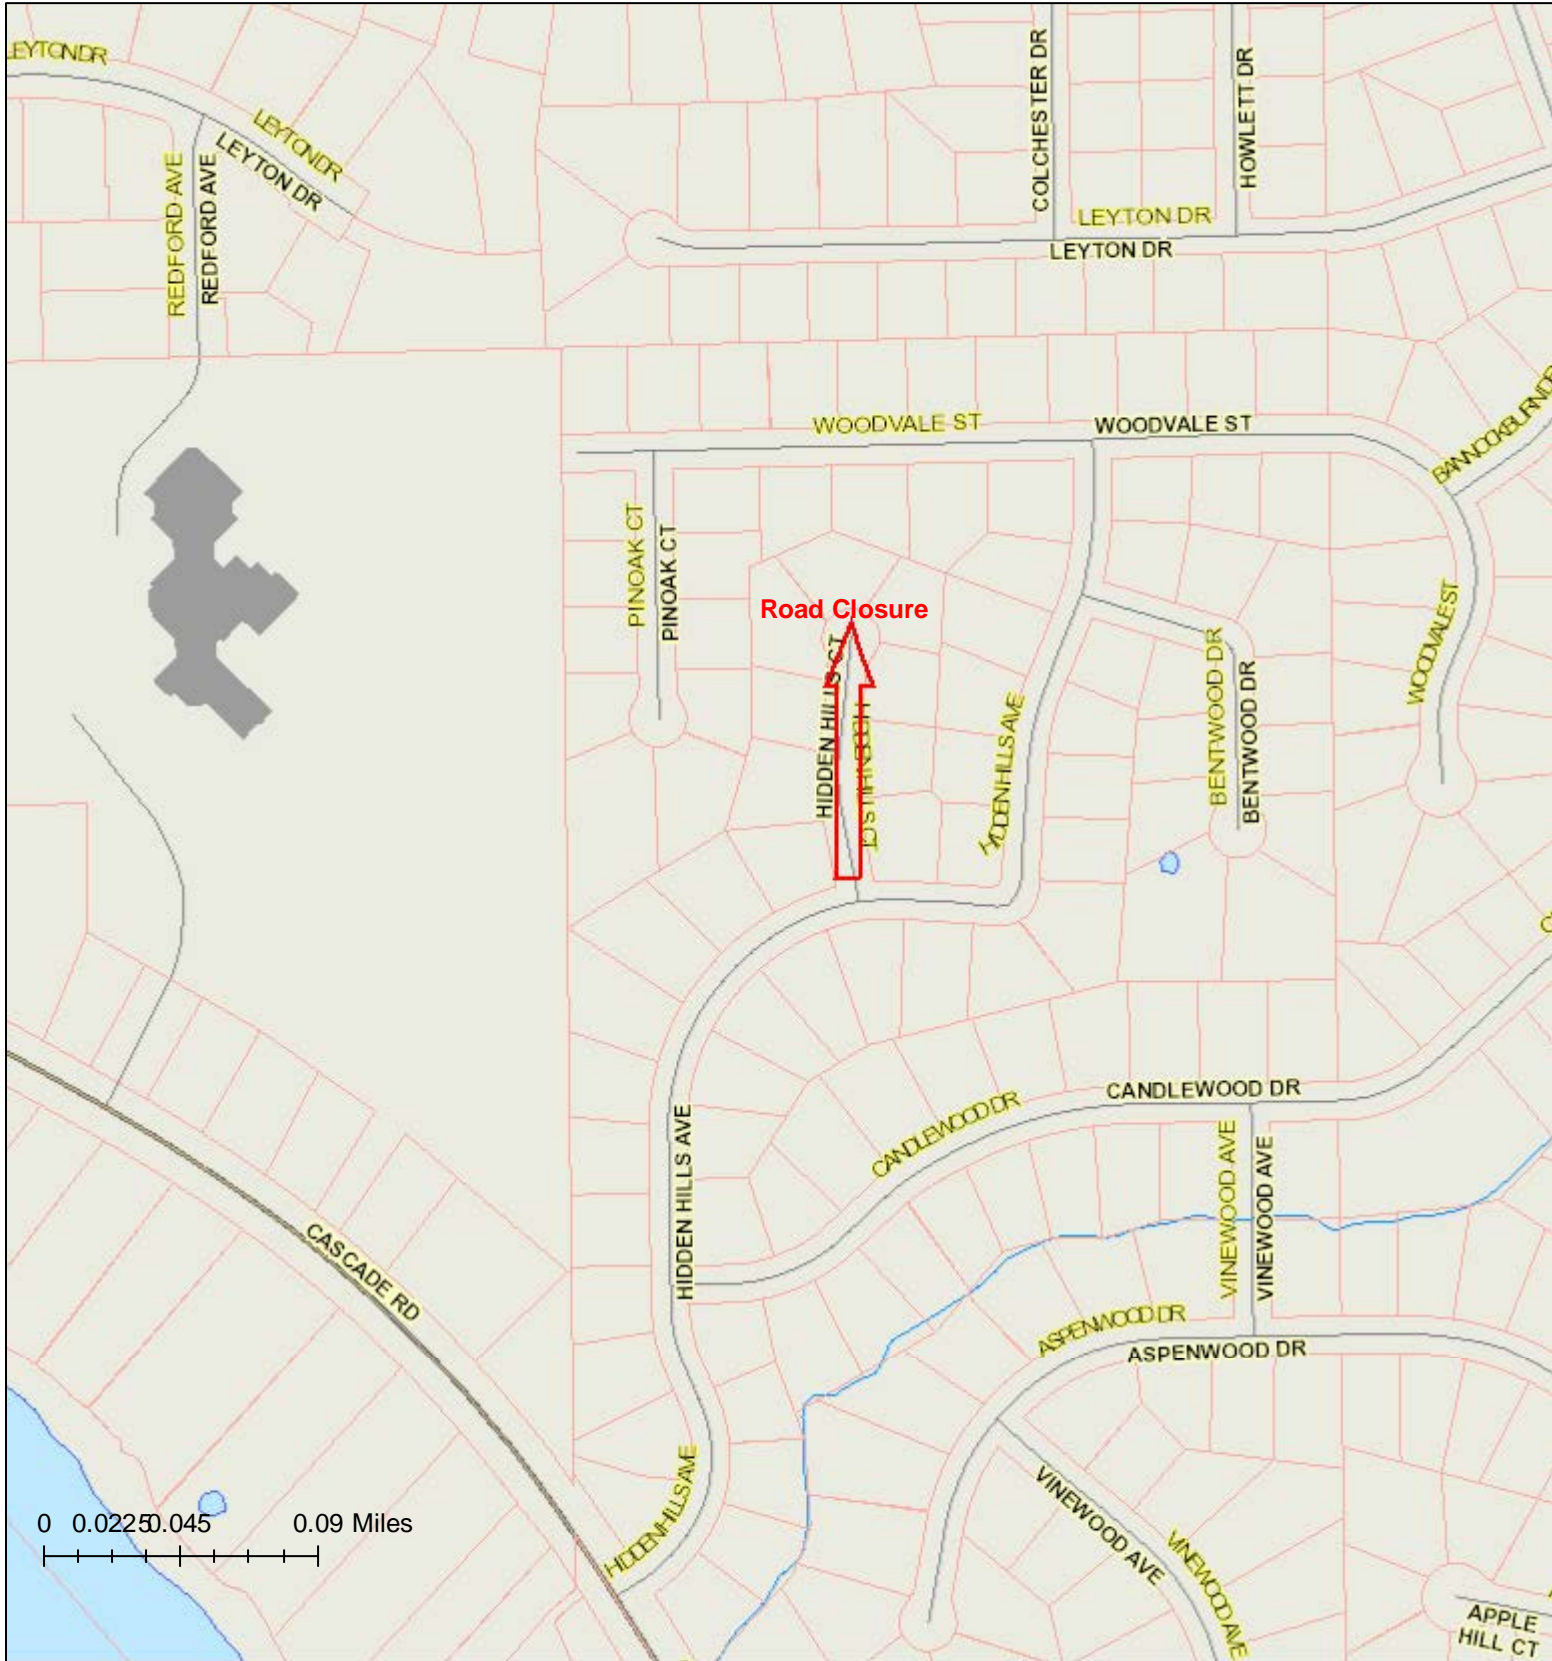 LEYTON DR
LEYTON DR
LEYTON DR
REDFORD AVE
REDFORD AVE
COLCHESTER DR
HOWLETT DR
LEYTON DR
LEYTON DR
WOODVALE ST
WOODVALE ST
BANNOCKBURN DR
PINOAK CT
PINOAK CT
Road Closure
HIDDEN HILLS CT
HIDDEN HILLS AVE
BENTWOOD DR
BENTWOOD DR
WOODVALE ST
CANDLEWOOD DR
CANDLEWOOD DR
HIDDEN HILLS AVE
VINEWOOD AVE
VINEWOOD AVE
CASCADE RD
ASPENWOOD DR
ASPENWOOD DR
HIDDEN HILLS AVE
VINEWOOD AVE
VINEWOOD AVE
0 0.0225 0.045 0.09 Miles
APPLE
HILL CT